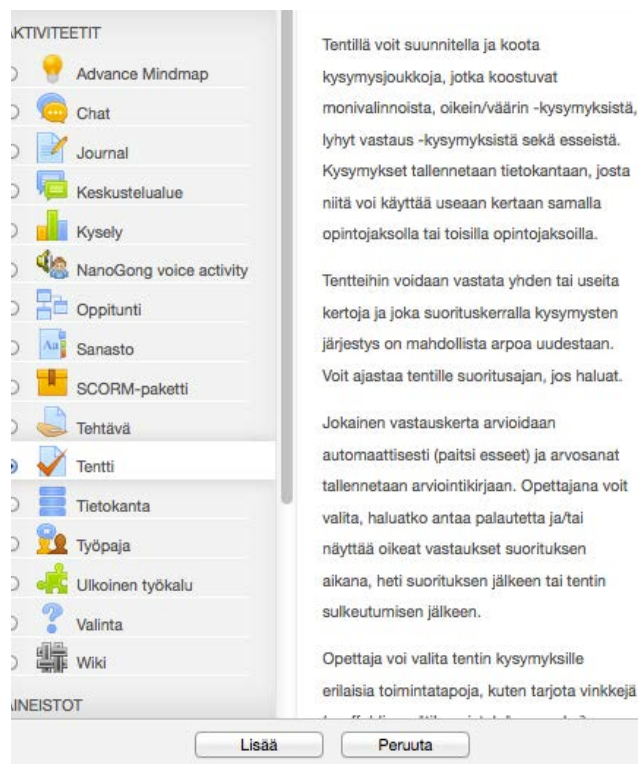 AKTIVITEETIT
Advance Mindmap
Chat
Journal
Keskustelualue
Kysely
NanoGong voice activity
Oppitunti
Aa
Sanasto
SCORM-paketti
Tehtävä
Tentti
Tietokanta
Työpaja
Ulkoinen työkalu
Valinta
Wiki
AINEISTOT
Tentillä voit suunnitella ja koota
kysymysjoukkoja, jotka koostuvat
monivalinnoista, oikein/väärin -kysymyksistä,
lyhyt vastaus -kysymyksistä sekä esseistä.
Kysymykset tallennetaan tietokantaan, josta
niitä voi käyttää useaan kertaan samalla
opintojaksolla tai toisilla opintojaksoilla.
Tentteihin voidaan vastata yhden tai useita
kertoja ja joka suorituskerralla kysymysten
järjestys on mahdollista arpoa uudestaan.
Voit ajastaa tentille suoritusajan, jos haluat.
Jokainen vastauskerta arvioidaan
automaattisesti (paitsi esseet) ja arvosanat
tallennetaan arviointikirjaan. Opettajana voit
valita, haluatko antaa palautetta ja/tai
näyttää oikeat vastaukset suorituksen
aikana, heti suorituksen jälkeen tai tentin
sulkeutumisen jälkeen.
Opettaja voi valita tentin kysymyksille
erilaisia toimintatapoja, kuten tarjota vinkkejä
Lisää
Peruuta